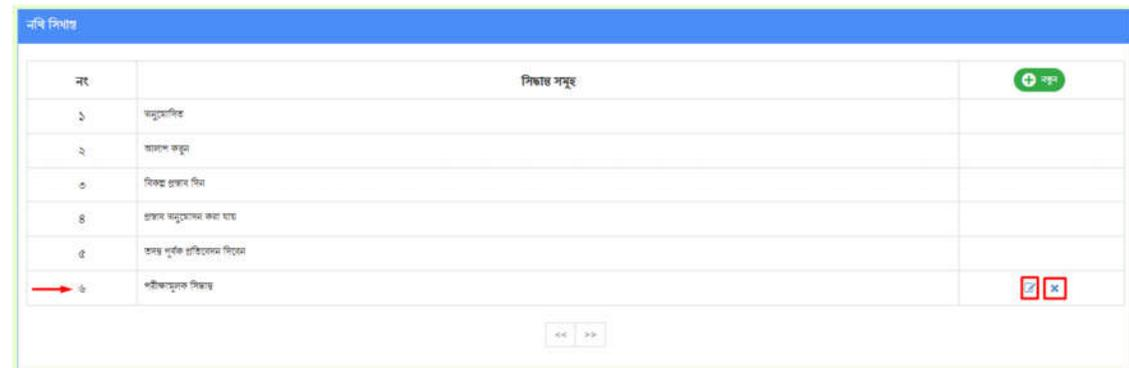 নথি সিদ্ধান্ত
নং সিদ্ধান্ত সমূহ নতুন
১ অনুমোদিত
২ আলাপ করুন
৩ বিকল্প প্রস্তাব দিন
৪ প্রস্তাব অনুমোদন করা যায়
৫ তদন্ত পূর্বক প্রতিবেদন দিবেন
৬ পরীক্ষামূলক সিদ্ধান্ত
<< >>